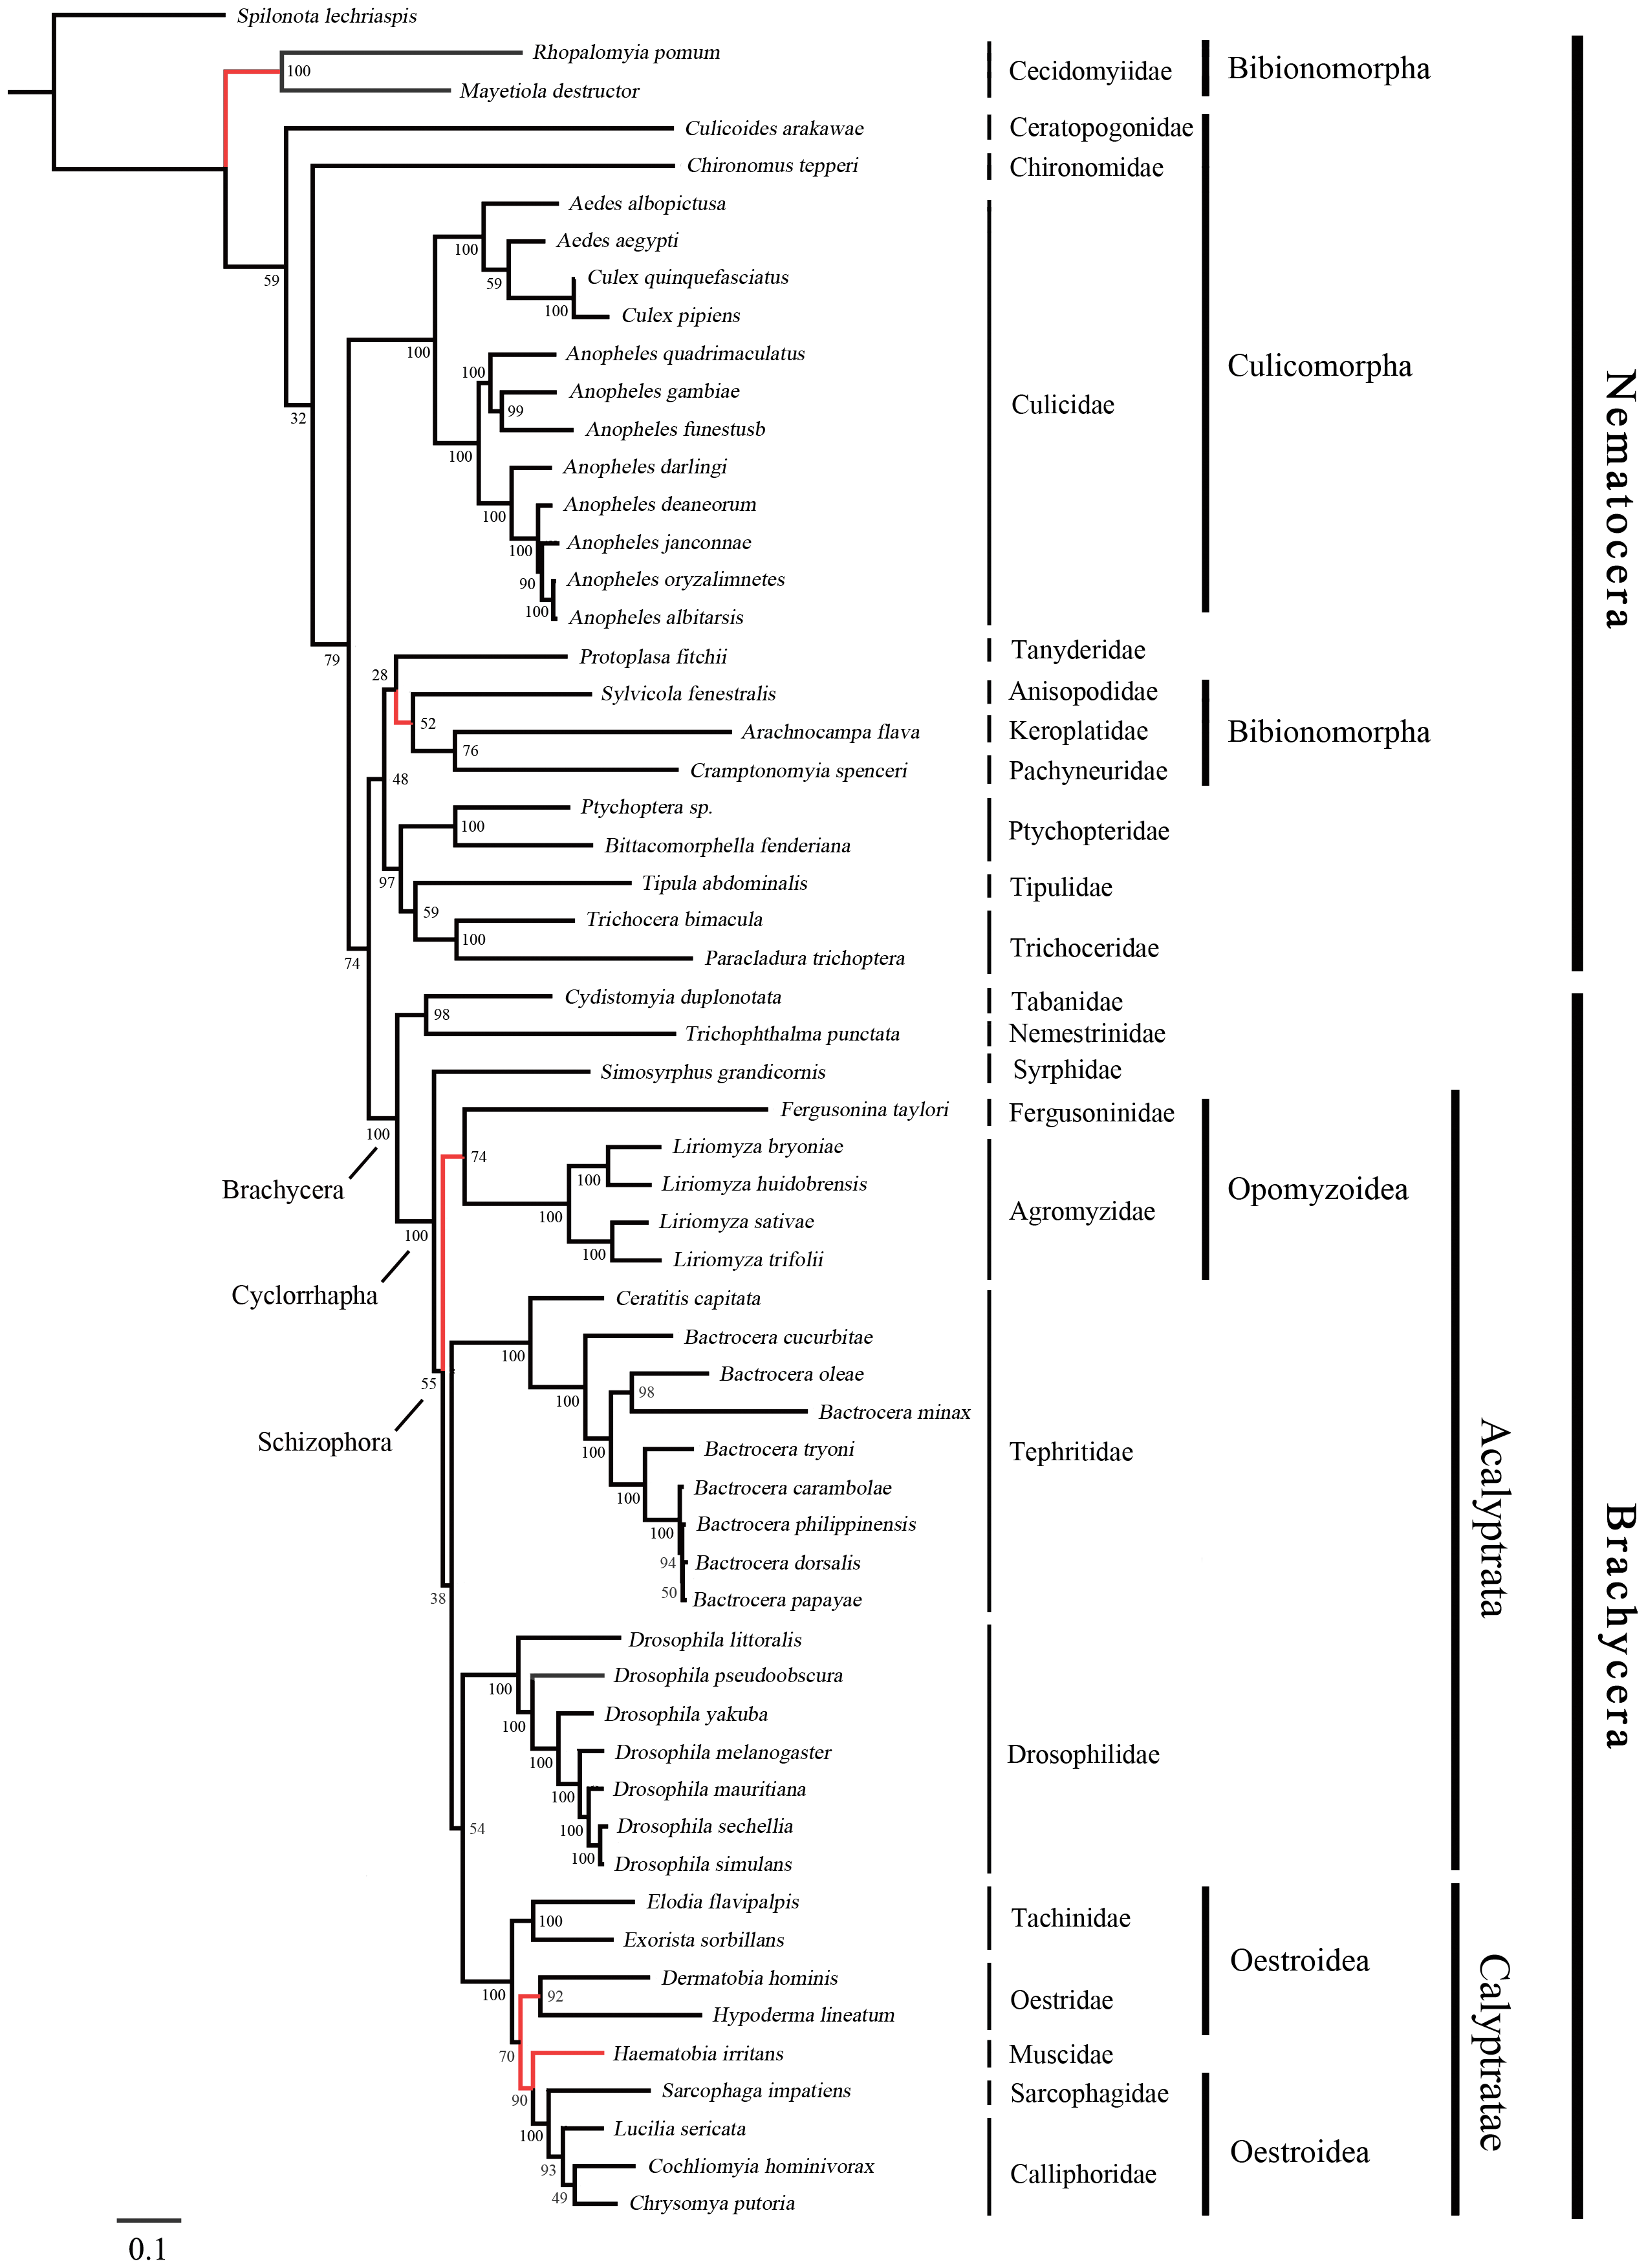 Spilonota lechriaspis
Rhopalomyia pomum
100
Mayetiola destructor
Cecidomyiidae
Bibionomorpha
Culicoides arakawae
Ceratopogonidae
Chironomus tepperi
Chironomidae
Aedes albopictusa
100
Aedes aegypti
59
59
Culex quinquefasciatus
100
Culex pipiens
100
Anopheles quadrimaculatus
100
Anopheles gambiae
99
32
Anopheles funestusb
100
Anopheles darlingi
100
Anopheles deaneorum
100
Anopheles janconnae
90
Anopheles oryzalimnetes
100
Anopheles albitarsis
Culicidae
Culicomorpha
79
28
Protoplasa fitchii
Tanyderidae
Sylvicola fenestralis
Anisopodidae
52
Arachnocampa flava
Keroplatidae
Bibionomorpha
76
Cramptonomyia spenceri
Pachyneuridae
48
Ptychoptera sp.
100
Bittacomorphella fenderiana
Ptychopteridae
97
Tipula abdominalis
Tipulidae
59
Trichocera bimacula
100
Paracladura trichoptera
Trichoceridae
Nematocera
74
Cydistomyia duplonotata
Tabanidae
98
Trichophthalma punctata
Nemestrinidae
Simosyrphus grandicornis
Syrphidae
100
Brachycera
Fergusonina taylori
Fergusoninidae
74
Liriomyza bryoniae
100
Liriomyza huidobrensis
100
Liriomyza sativae
100
Liriomyza trifolii
Agromyzidae
Opomyzoidea
100
Cyclorrhapha
Ceratitis capitata
100
Bactrocera cucurbitae
55
Schizophora
100
Bactrocera oleae
98
Bactrocera minax
100
Bactrocera tryoni
100
Bactrocera carambolae
100
Bactrocera philippinensis
94
Bactrocera dorsalis
50
Bactrocera papayae
Tephritidae
38
Drosophila littoralis
100
Drosophila pseudoobscura
100
Drosophila yakuba
100
Drosophila melanogaster
100
Drosophila mauritiana
100
Drosophila sechellia
100
Drosophila simulans
Drosophilidae
Acalyptrata
54
Elodia flavipalpis
100
Exorista sorbillans
Tachinidae
100
Dermatobia hominis
92
Hypoderma lineatum
Oestridae
Oestroidea
70
Haematobia irritans
Muscidae
90
Sarcophaga impatiens
Sarcophagidae
100
Lucilia sericata
93
Cochliomyia hominivorax
49
Chrysomya putoria
Calliphoridae
Oestroidea
Calyptratae
Brachycera
0.1